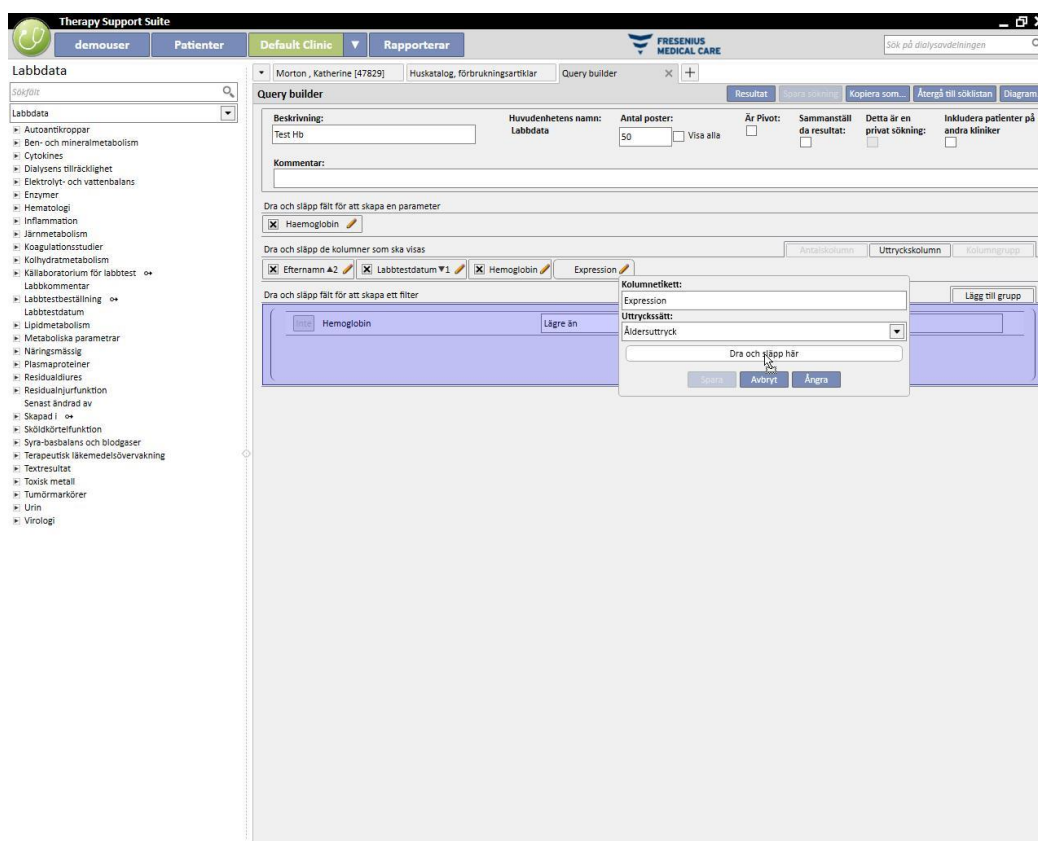 Therapy Support Suite
demouser Patienter Default Clinic Rapporterar FRESENIUS MEDICAL CARE Sök på dialysavdelningen
Labbdata
Sökfält
Labbdata
Autoantikroppar
Ben- och mineralmetabolism
Cytokines
Dialysens tillräcklighet
Elektrolyt- och vattenbalans
Enzymer
Hematologi
Inflammation
Järnmetabolism
Koagulationsstudier
Kolhydratmetabolism
Källaboratorium för labbtest
Labbkommentar
Labbtestbeställning
Labbtestdatum
Lipidmetabolism
Metaboliska parametrar
Näringsmässig
Plasmaproteiner
Residualdiures
Residualnjurfunktion
Senast ändrad av
Skapad i
Sköldkörtelfunktion
Syra-basbalans och blodgaser
Terapeutisk läkemedelsövervakning
Textresultat
Toxisk metall
Tumörmarkörer
Urin
Virologi
Morton , Katherine [47829] Huskatalog, förbrukningsartiklar Query builder
Query builder Resultat Spara sökning Kopiera som... Återgå till söklistan Diagram
Beskrivning: Huvudenhetens namn: Antal poster: Är Pivot: Sammanställ Detta är en Inkludera patienter på
Test Hb Labbdata 50 Visa alla da resultat: privat sökning: andra kliniker
Kommentar:
Dra och släpp fält för att skapa en parameter
Haemoglobin
Dra och släpp de kolumner som ska visas Antalskolumn Uttryckskolumn Kolumngrupp
Efternamn ▲2 Labbtestdatum ▼1 Hemoglobin Expression
Dra och släpp fält för att skapa ett filter Lägg till grupp
Inte Hemoglobin Lägre än
Kolumnetikett:
Expression
Uttryckssätt:
Åldersuttryck
Dra och släpp här
Spara Avbryt Ångra